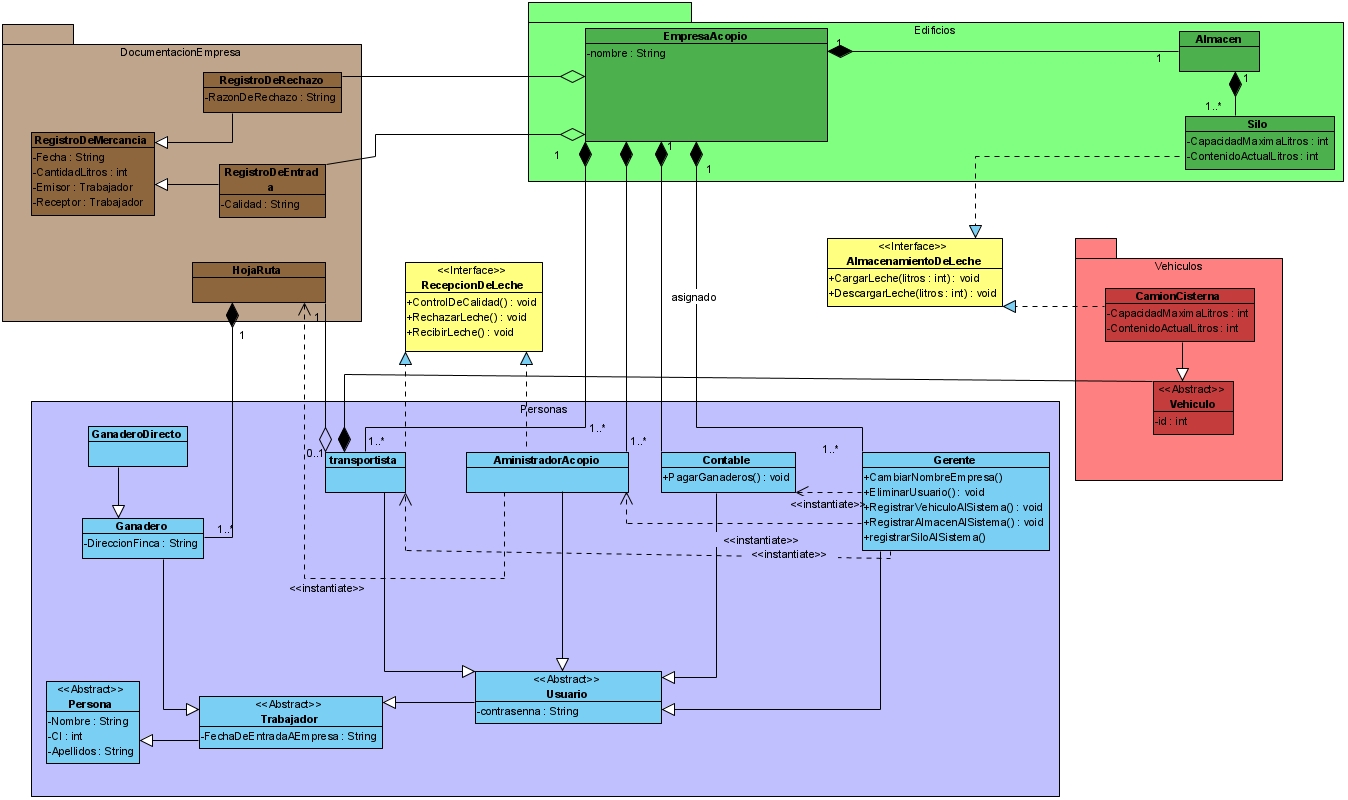 DocumentacionEmpresa
RegistroDeRechazo
-RazonDeRechazo : String
RegistroDeMercancia
-Fecha : String
-CantidadLitros : int
-Emisor : Trabajador
-Receptor : Trabajador
RegistroDeEntrad
a
-Calidad : String
HojaRuta
1
1
Edificios
EmpresaAcopio
-nombre : String
1
1
Almacen
1
1..*
Silo
-CapacidadMaximaLitros : int
-ContenidoActualLitros : int
1
1
1
asignado
<<Interface>>
RecepcionDeLeche
+ControlDeCalidad() : void
+RechazarLeche() : void
+RecibirLeche() : void
<<Interface>>
AlmacenamientoDeLeche
+CargarLeche(litros : int) : void
+DescargarLeche(litros : int) : void
Vehiculos
CamionCisterna
-CapacidadMaximaLitros : int
-ContenidoActualLitros : int
<<Abstract>>
Vehiculo
-id : int
Personas
GanaderoDirecto
Ganadero
-DireccionFinca : String
1..*
0..1
1..*
transportista
1..*
AministradorAcopio
1..*
Contable
+PagarGanaderos() : void
1..*
Gerente
+CambiarNombreEmpresa()
+EliminarUsuario() : void
+RegistrarVehiculoAlSistema() : void
+RegistrarAlmacenAlSistema() : void
+registrarSiloAlSistema()
<<instantiate>>
<<instantiate>>
<<instantiate>>
<<instantiate>>
<<Abstract>>
Usuario
-contrasenna : String
<<Abstract>>
Trabajador
-FechaDeEntradaAEmpresa : String
<<Abstract>>
Persona
-Nombre : String
-CI : int
-Apellidos : String